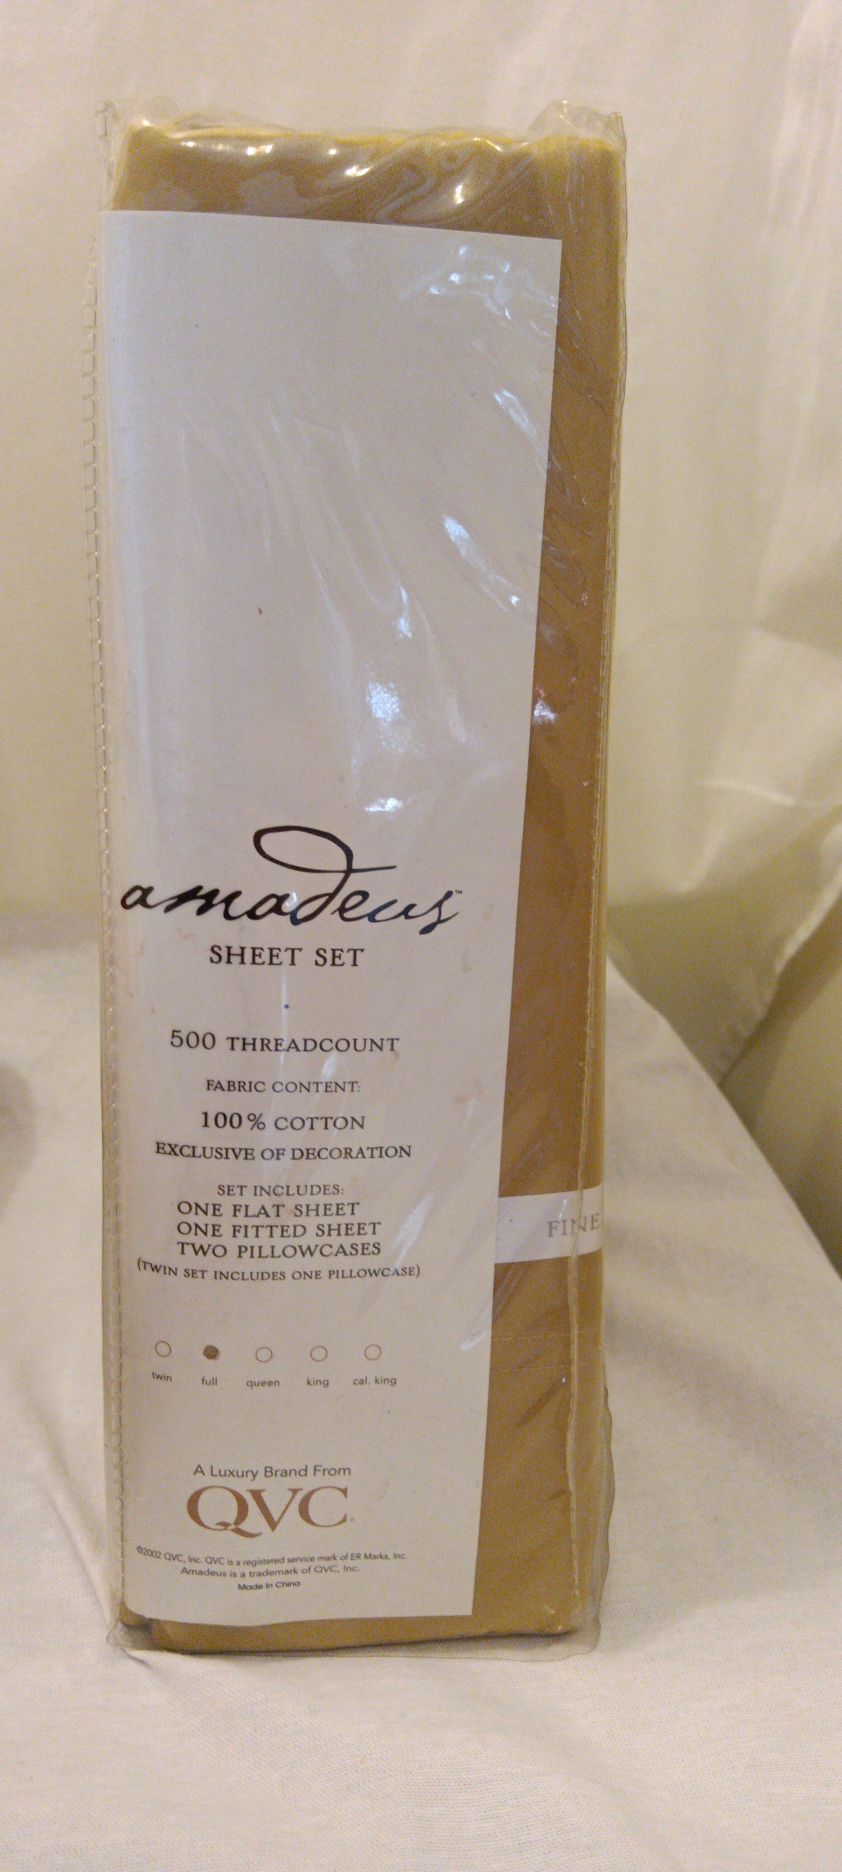 amadeus™
SHEET SET
500 THREADCOUNT
FABRIC CONTENT:
100% COTTON
EXCLUSIVE OF DECORATION
SET INCLUDES:
ONE FLAT SHEET
ONE FITTED SHEET
TWO PILLOWCASES
(TWIN SET INCLUDES ONE PILLOWCASE)
FINE
twin full queen king cal. king
A Luxury Brand From
QVC®
©2002 QVC, Inc. QVC is a registered service mark of ER Marks, Inc.
Amadeus is a trademark of QVC, Inc.
Made in China